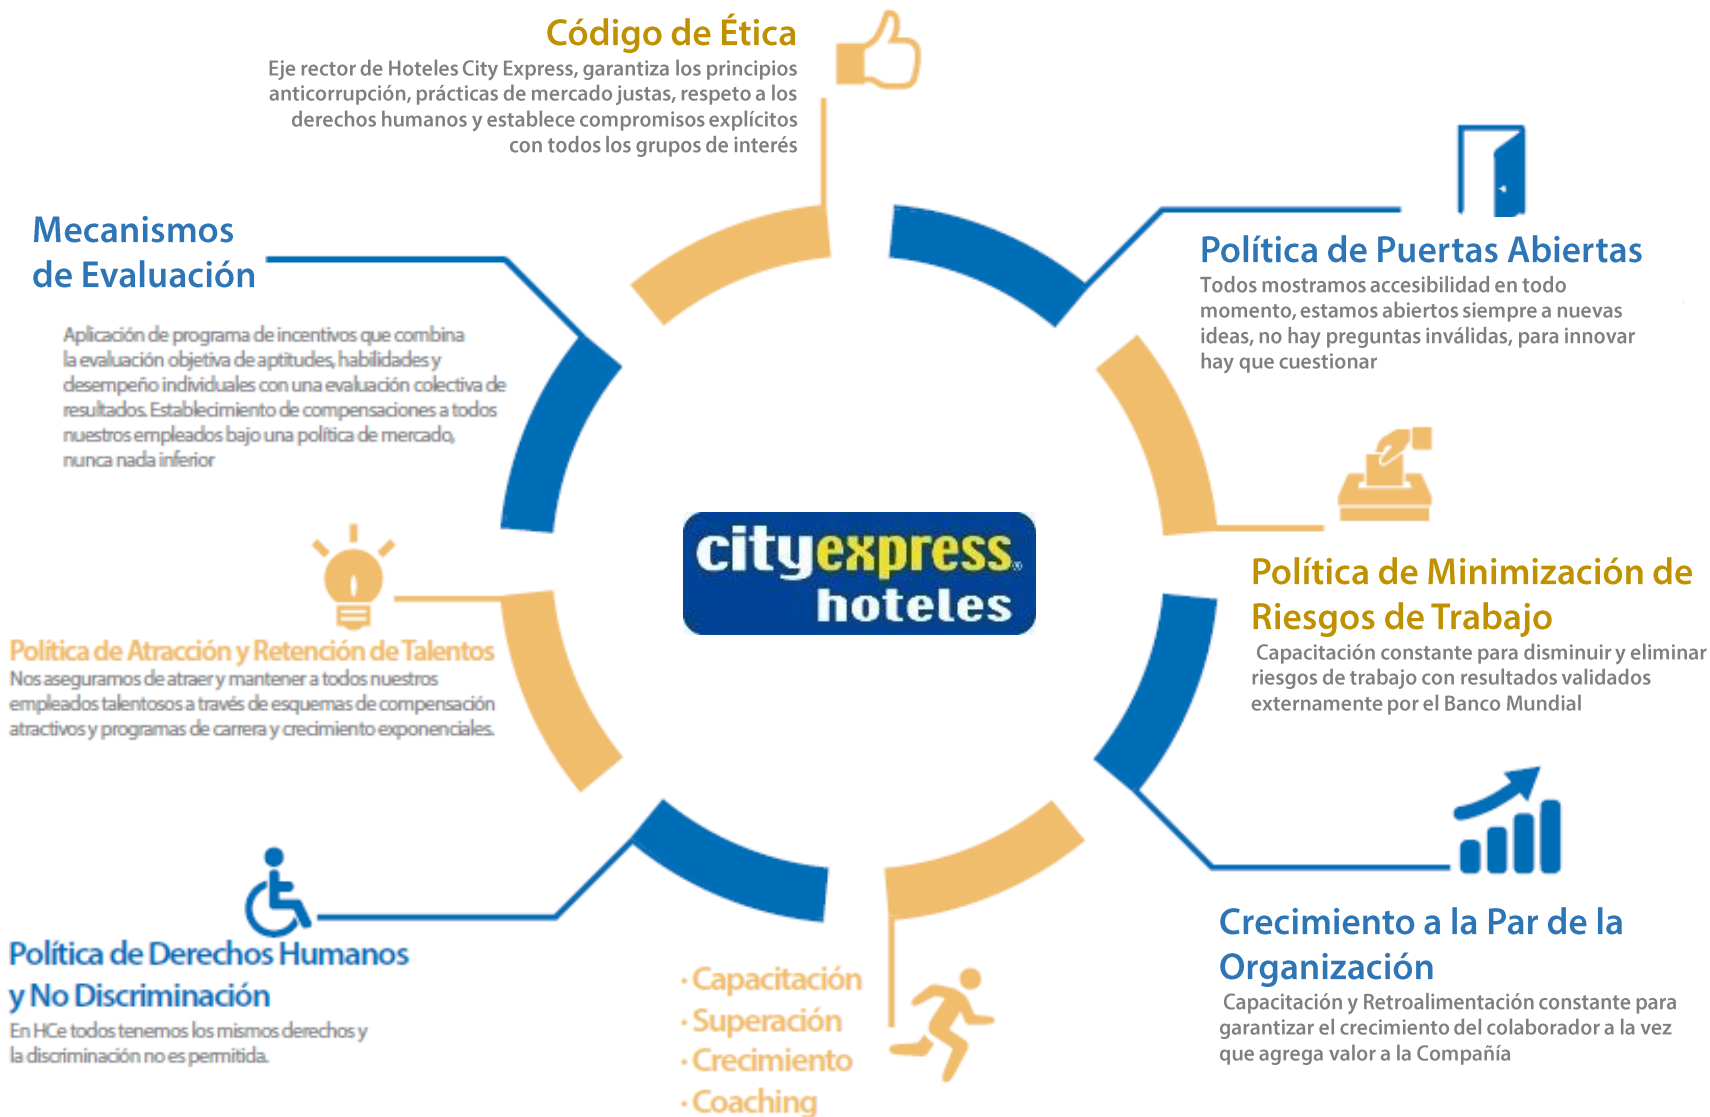 Código de Ética
Eje rector de Hoteles City Express, garantiza los principios
anticorrupción, prácticas de mercado justas, respeto a los
derechos humanos y establece compromisos explícitos
con todos los grupos de interés
Política de Puertas Abiertas
Todos mostramos accesibilidad en todo
momento, estamos abiertos siempre a nuevas
ideas, no hay preguntas inválidas, para innovar
hay que cuestionar
Mecanismos
de Evaluación
Aplicación de programa de incentivos que combina
la evaluación objetiva de aptitudes, habilidades y
desempeño individuales con una evaluación colectiva de
resultados. Establecimiento de compensaciones a todos
nuestros empleados bajo una política de mercado,
nunca nada inferior
cityexpress®
hoteles
Política de Minimización de
Riesgos de Trabajo
Capacitación constante para disminuir y eliminar
riesgos de trabajo con resultados validados
externamente por el Banco Mundial
Política de Atracción y Retención de Talentos
Nos aseguramos de atraer y mantener a todos nuestros
empleados talentosos a través de esquemas de compensación
atractivos y programas de carrera y crecimiento exponenciales.
Crecimiento a la Par de la
Organización
Capacitación y Retroalimentación constante para
garantizar el crecimiento del colaborador a la vez
que agrega valor a la Compañía
Política de Derechos Humanos
y No Discriminación
En HCe todos tenemos los mismos derechos y
la discriminación no es permitida.
· Capacitación
· Superación
· Crecimiento
· Coaching